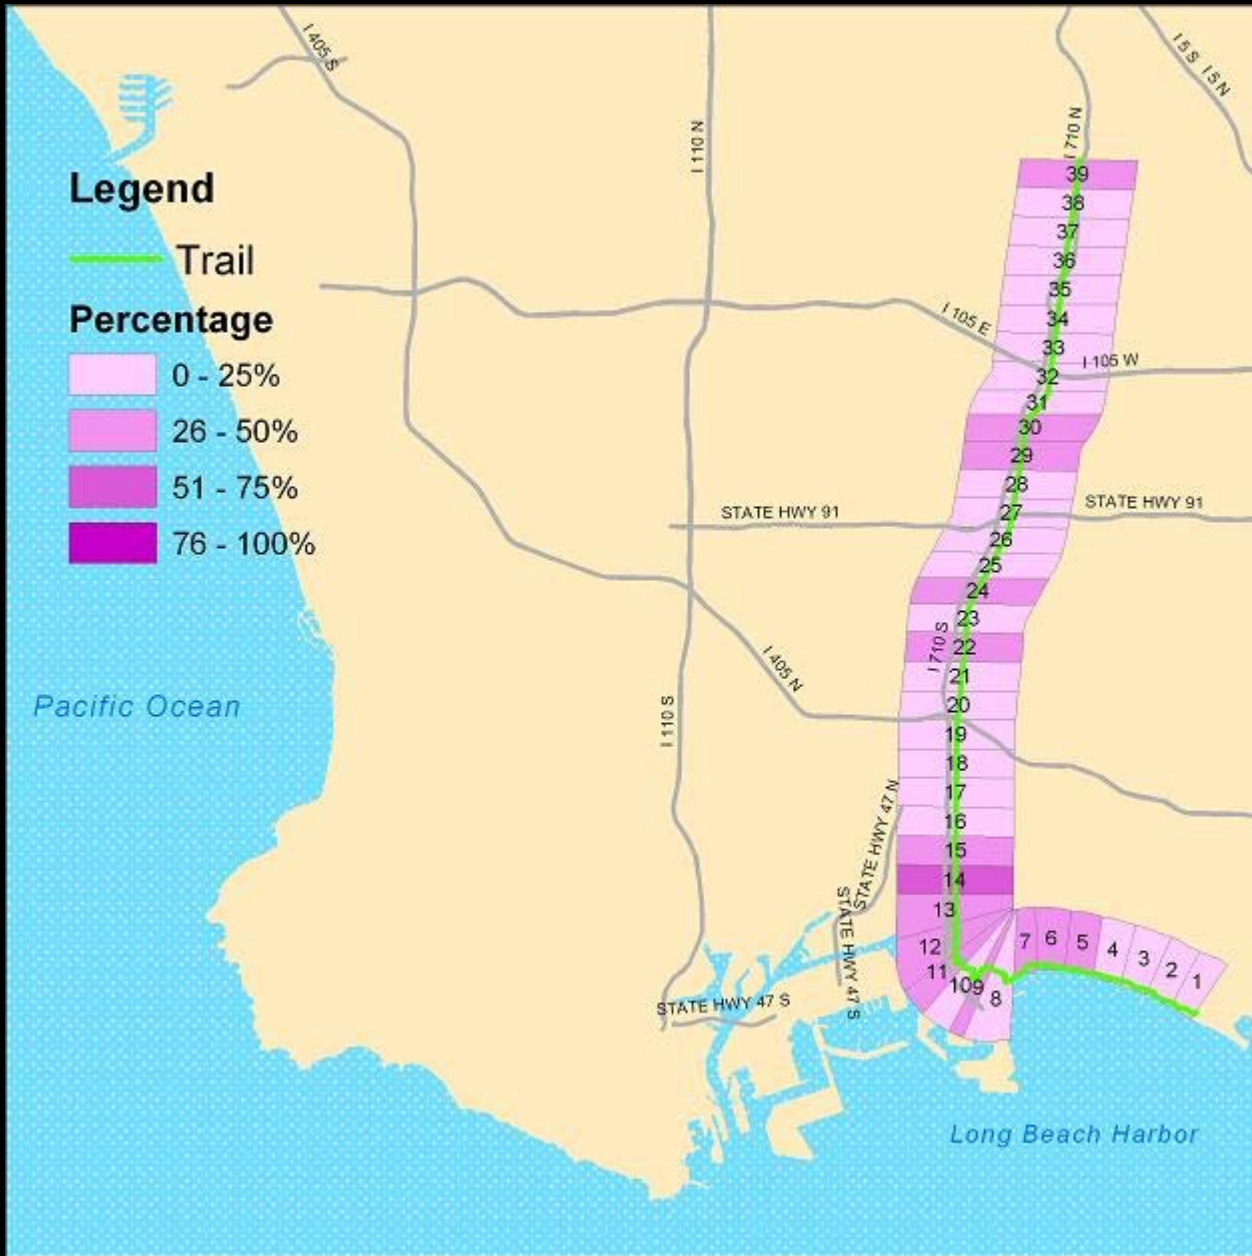 I 405 S
I 5 S I 5 N
I 110 N
I 710 N
Legend
Trail
Percentage
0 - 25%
26 - 50%
51 - 75%
76 - 100%
39
38
37
36
35
34
33
32
31
30
29
28
27
26
25
24
23
22
21
20
19
18
17
16
15
14
13
12
11
10
9
8
7
6
5
4
3
2
1
I 105 E
I 105 W
STATE HWY 91
STATE HWY 91
I 710 S
I 405 N
Pacific Ocean
I 110 S
STATE HWY 47 N
STATE HWY 47 S
STATE HWY 47 S
Long Beach Harbor